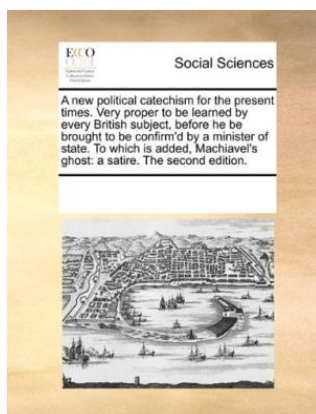 ECCO
Social Sciences
A new political catechism for the present
times. Very proper to be learned by
every British subject, before he be
brought to be confirm'd by a minister of
state. To which is added, Machiavel's
ghost: a satire. The second edition.